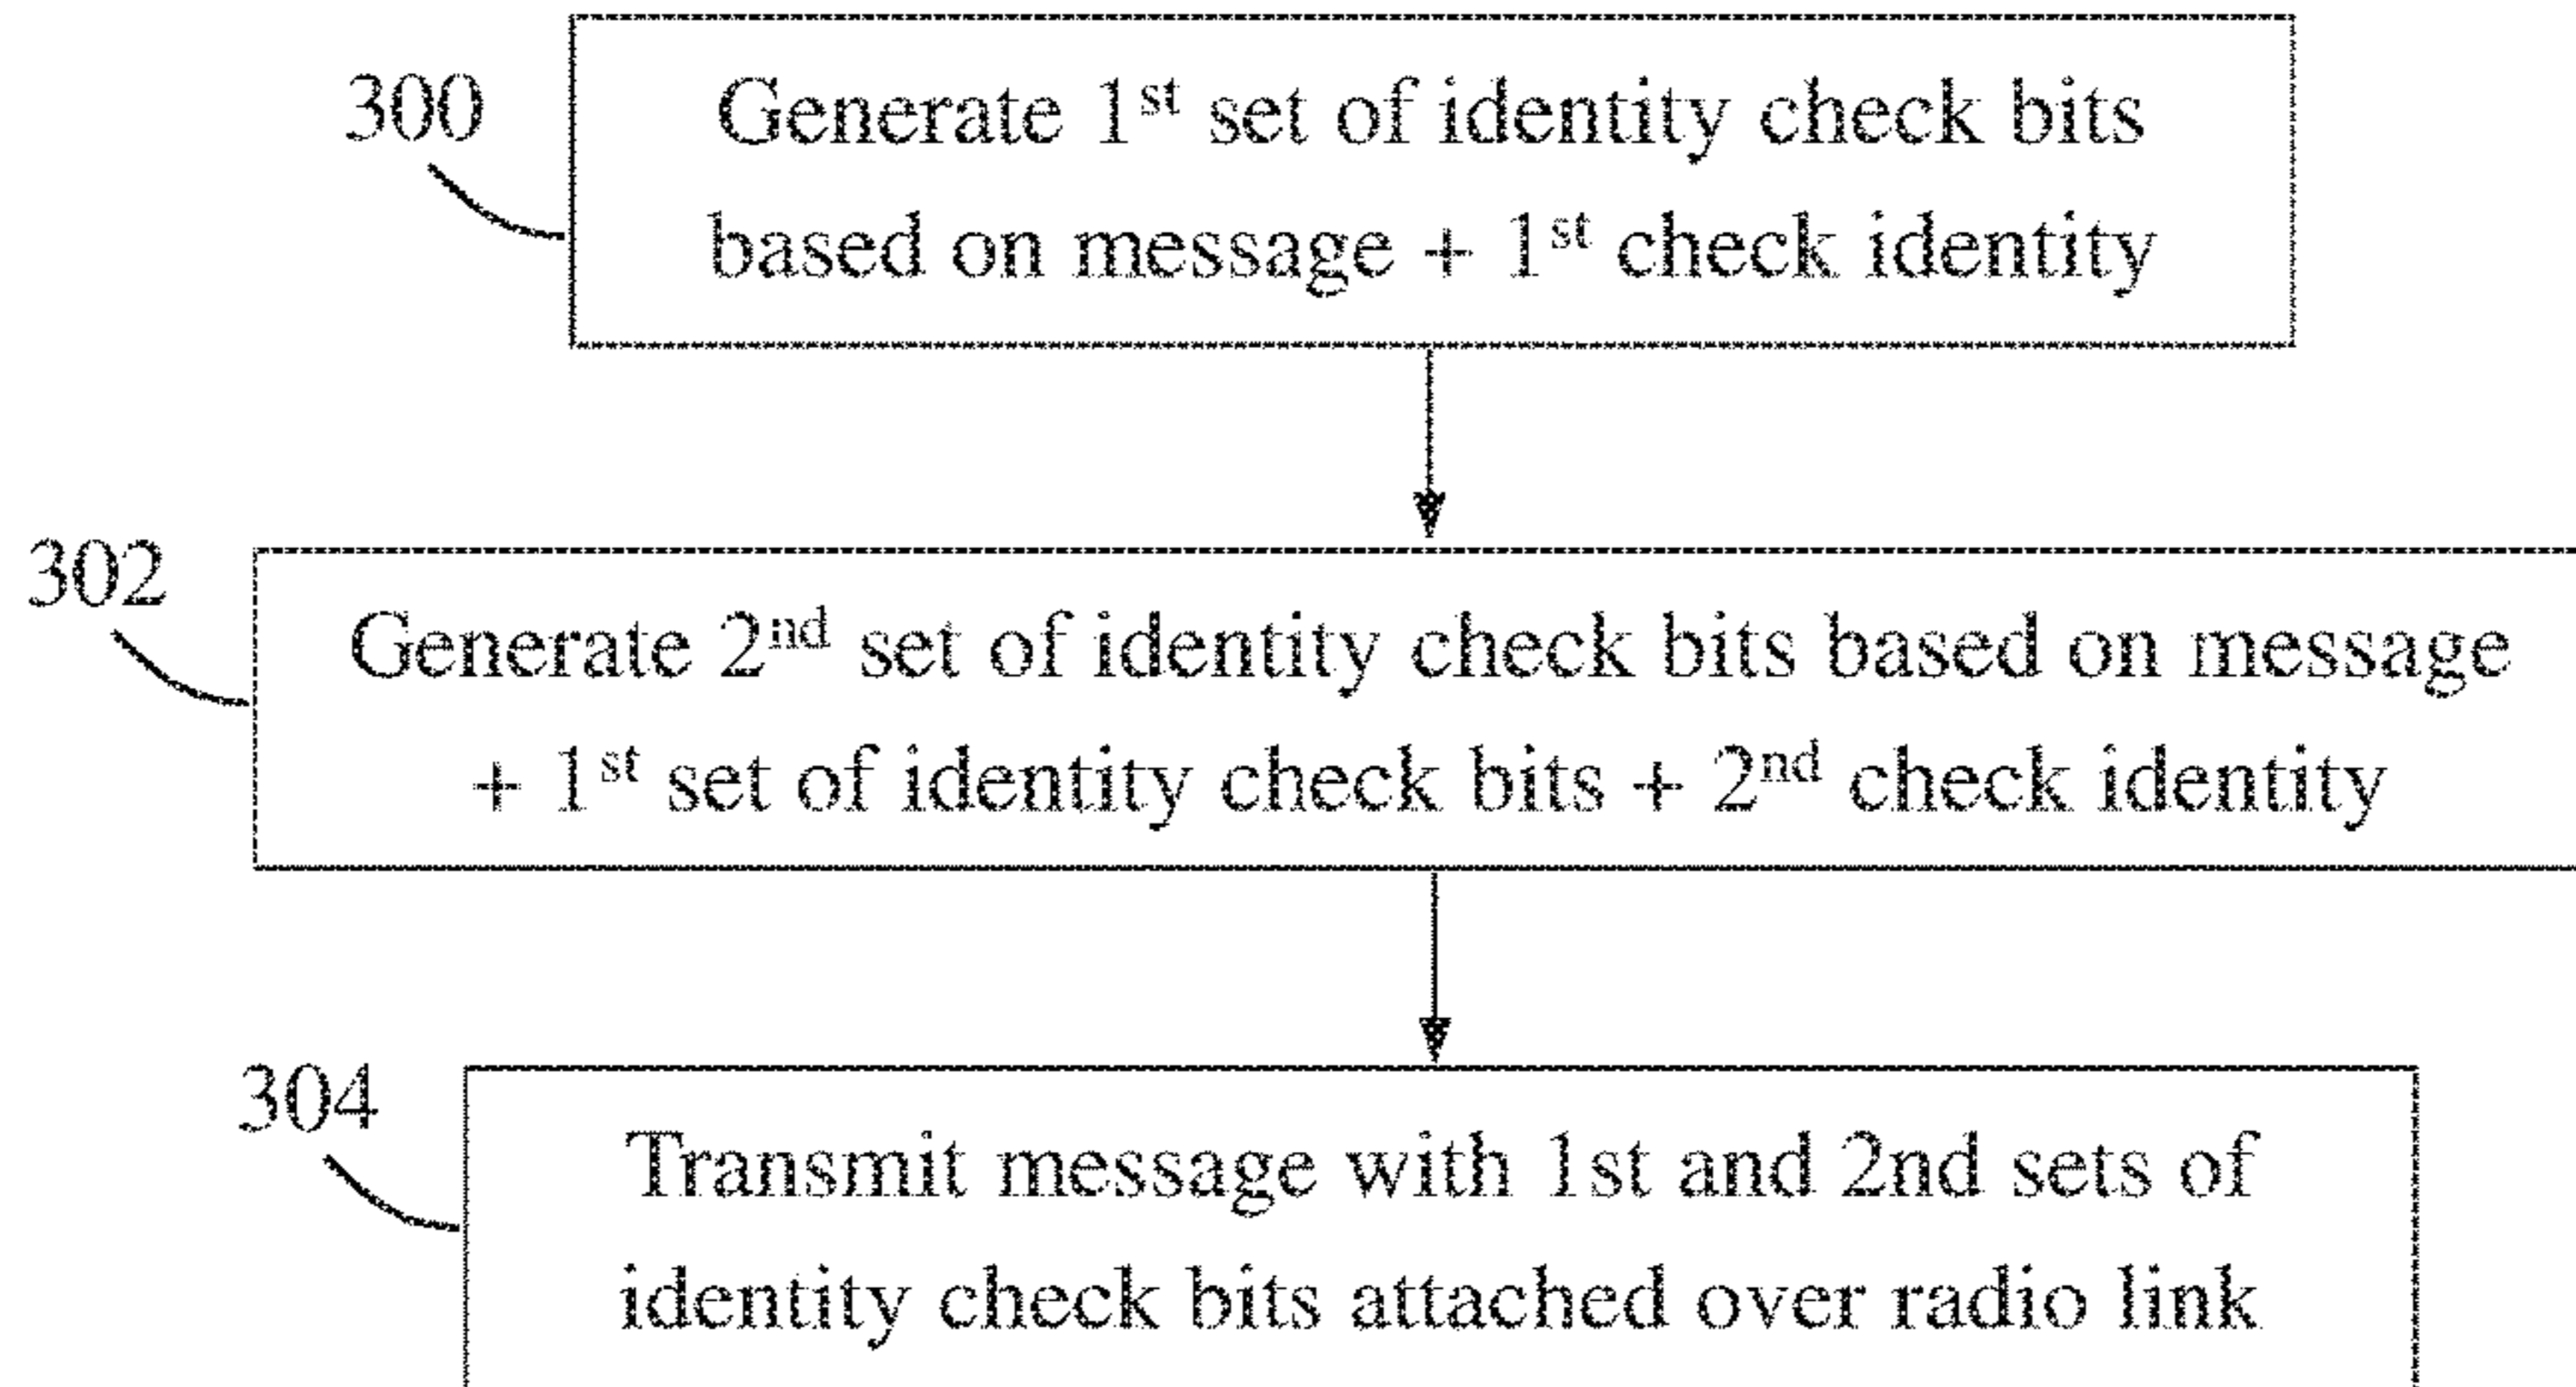 300
Generate 1st set of identity check bits
based on message + 1st check identity
302
Generate 2nd set of identity check bits based on message
+ 1st set of identity check bits + 2nd check identity
304
Transmit message with 1st and 2nd sets of
identity check bits attached over radio link